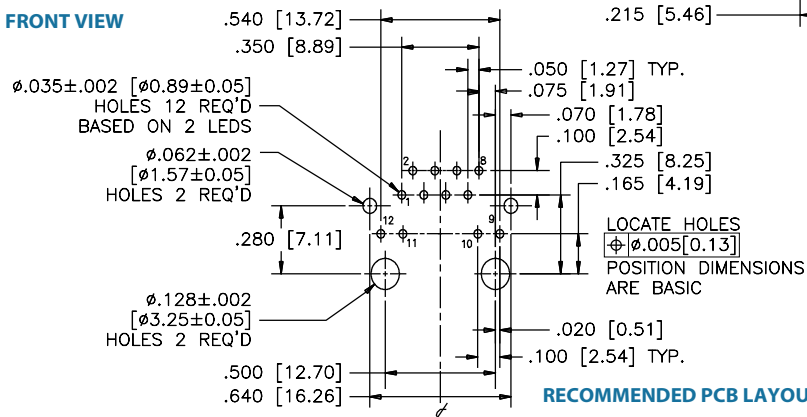 FRONT VIEW
.540 [13.72]
.215 [5.46]
.350 [8.89]
.050 [1.27] TYP.
.075 [1.91]
ø.035±.002 [ø0.89±0.05]
HOLES 12 REQ'D
BASED ON 2 LEDS
.070 [1.78]
.100 [2.54]
ø.062±.002
[ø1.57±0.05]
HOLES 2 REQ'D
2
8
.325 [8.25]
.165 [4.19]
1
12
9
.280 [7.11]
11
10
LOCATE HOLES
⌖ ø.005[0.13]
POSITION DIMENSIONS
ARE BASIC
ø.128±.002
[ø3.25±0.05]
HOLES 2 REQ'D
.020 [0.51]
.100 [2.54] TYP.
.500 [12.70]
.640 [16.26]
RECOMMENDED PCB LAYOU